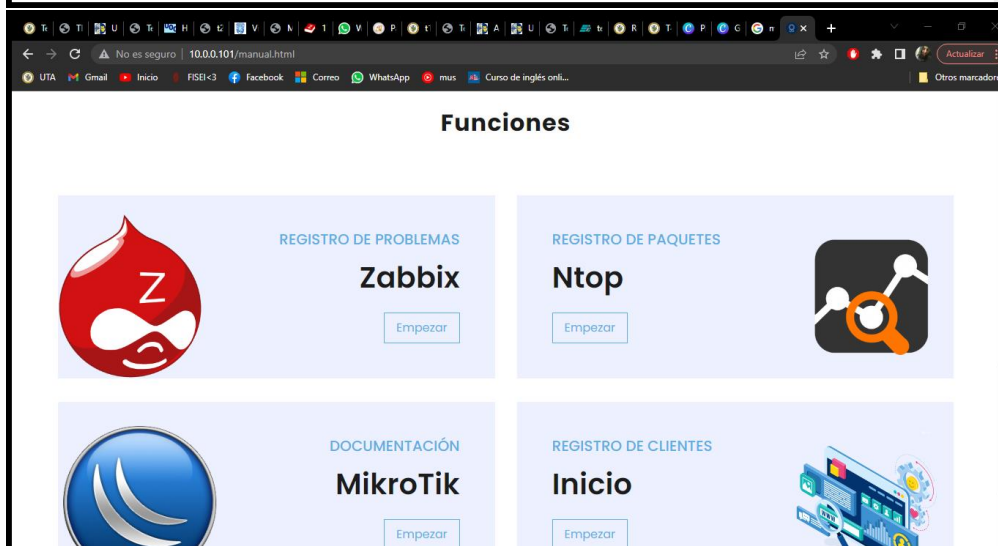 No es seguro | 10.0.0.101/manual.html
Actualizar
UTA Gmail Inicio FISEI<3 Facebook Correo WhatsApp mus Curso de inglés onli... Otros marcadore
Funciones
REGISTRO DE PROBLEMAS
Zabbix
Empezar
Z
REGISTRO DE PAQUETES
Ntop
Empezar
DOCUMENTACIÓN
MikroTik
Empezar
REGISTRO DE CLIENTES
Inicio
Empezar